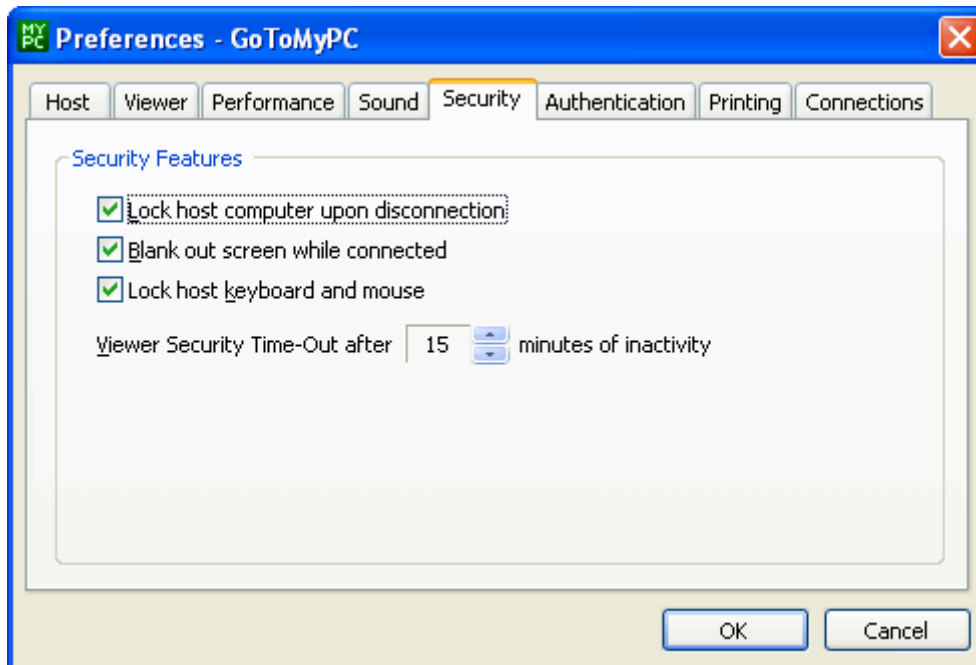 MY PC Preferences - GoToMyPC
Host Viewer Performance Sound Security Authentication Printing Connections
Security Features
Lock host computer upon disconnection
Blank out screen while connected
Lock host keyboard and mouse
Viewer Security Time-Out after 15 minutes of inactivity
OK Cancel